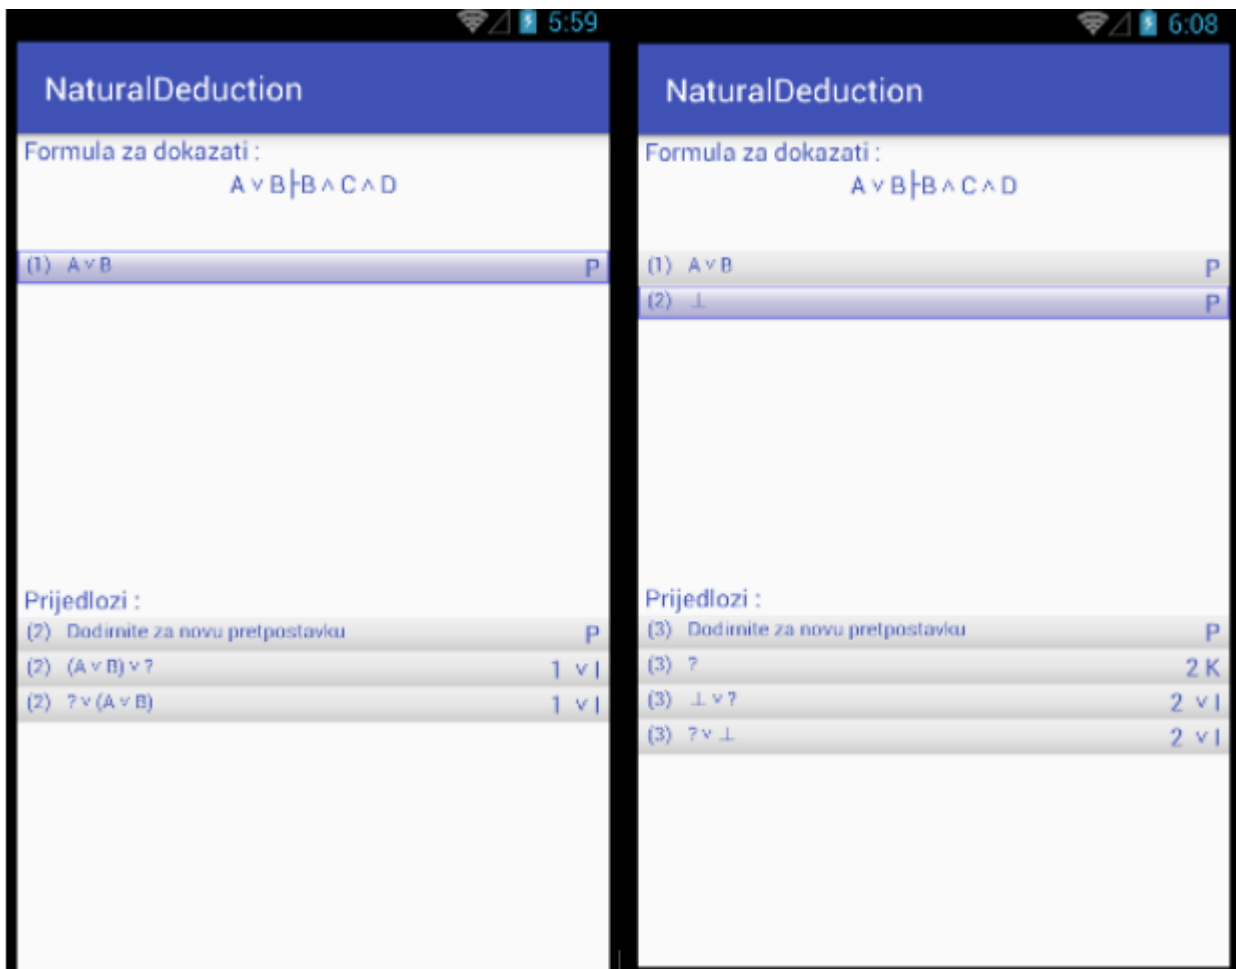 5:59
NaturalDeduction
Formula za dokazati :
A ∨ B ⊢ B ∧ C ∧ D
(1) A ∨ B P
Prijedlozi :
(2) Dodirnite za novu pretpostavku P
(2) (A ∨ B) ∨ ? 1 ∨ I
(2) ? ∨ (A ∨ B) 1 ∨ I
6:08
NaturalDeduction
Formula za dokazati :
A ∨ B ⊢ B ∧ C ∧ D
(1) A ∨ B P
(2) ⊥ P
Prijedlozi :
(3) Dodirnite za novu pretpostavku P
(3) ? 2 K
(3) ⊥ ∨ ? 2 ∨ I
(3) ? ∨ ⊥ 2 ∨ I